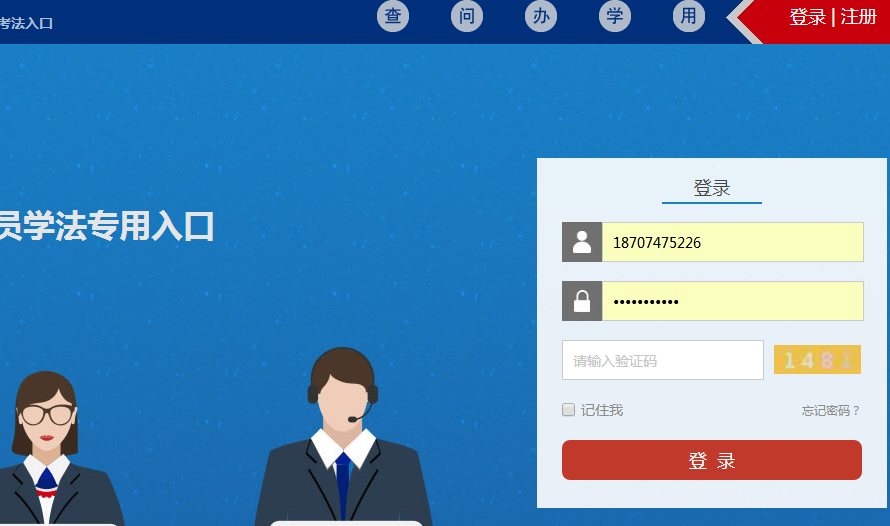 考法入口
查 问 办 学 用 登录 | 注册
登录
员学法专用入口
18707475226
•••••••••••
请输入验证码 1481
记住我 忘记密码？
登 录